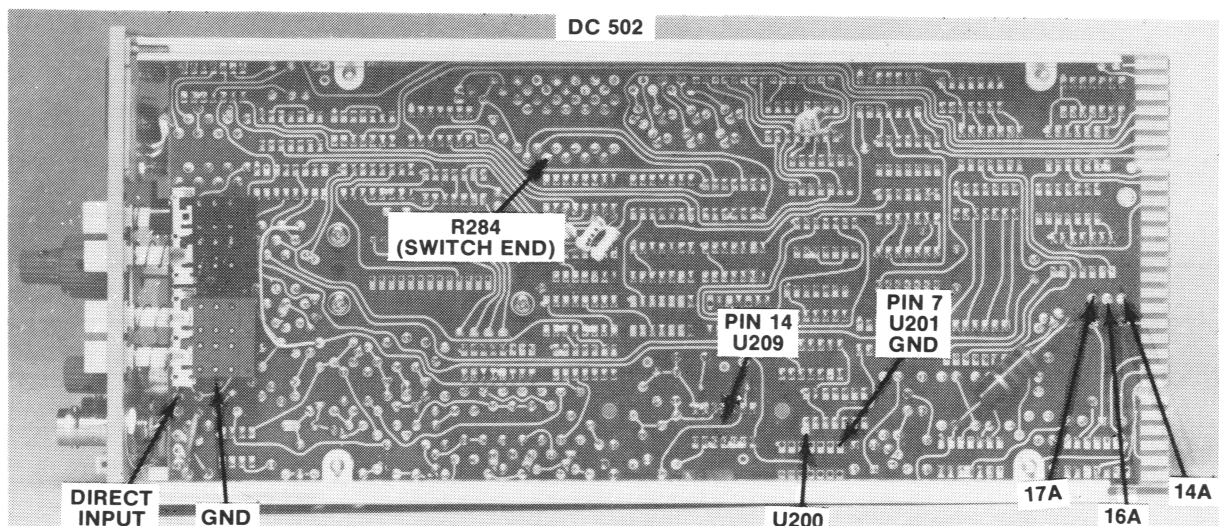 DC 502
R284
(SWITCH END)
PIN 14
U209
PIN 7
U201
GND
DIRECT
INPUT
GND
U200
17A
16A
14A